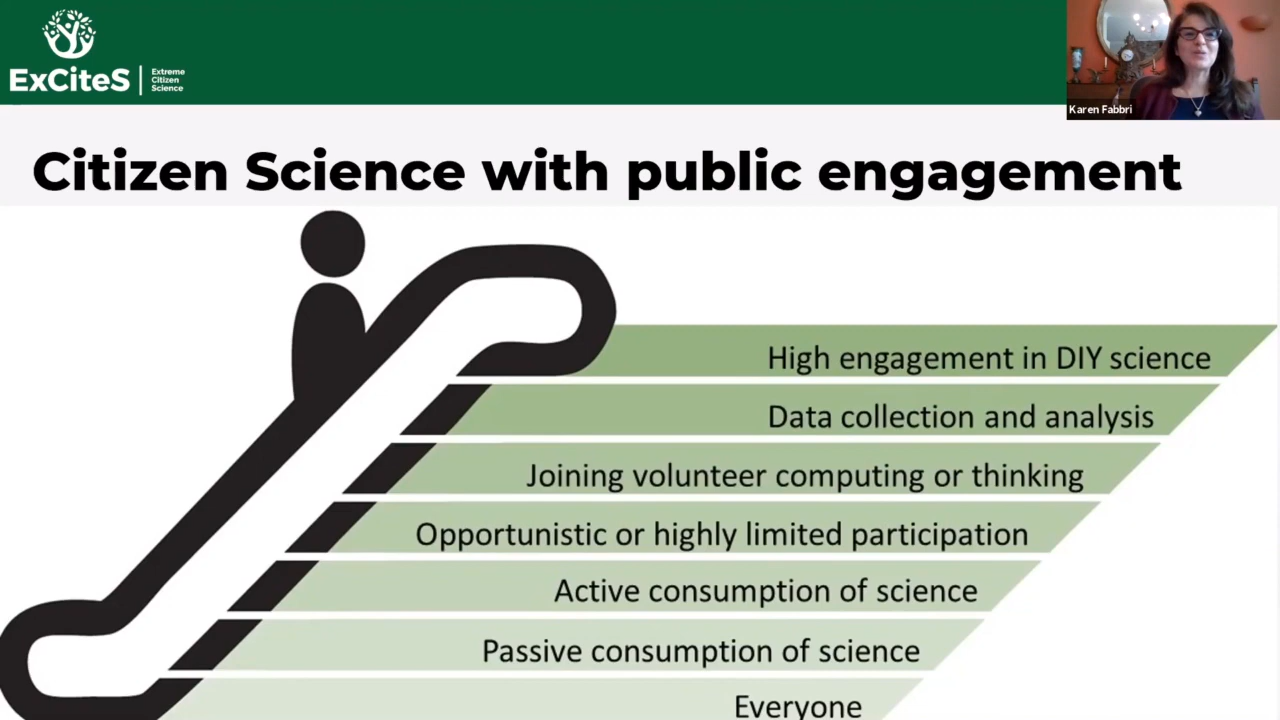 ExCiteS
Extreme
Citizen
Science
Karen Fabbri
Citizen Science with public engagement
High engagement in DIY science
Data collection and analysis
Joining volunteer computing or thinking
Opportunistic or highly limited participation
Active consumption of science
Passive consumption of science
Everyone